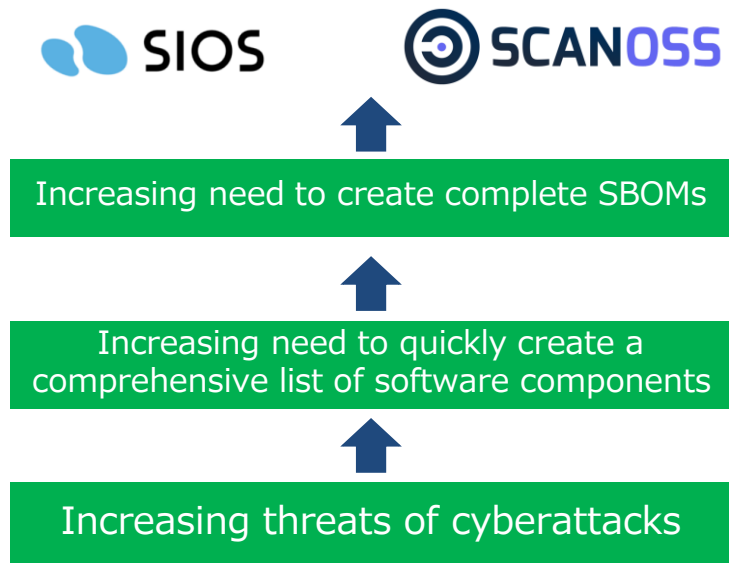 SIOS
SCANOSS
Increasing need to create complete SBOMs
Increasing need to quickly create a
comprehensive list of software components
Increasing threats of cyberattacks